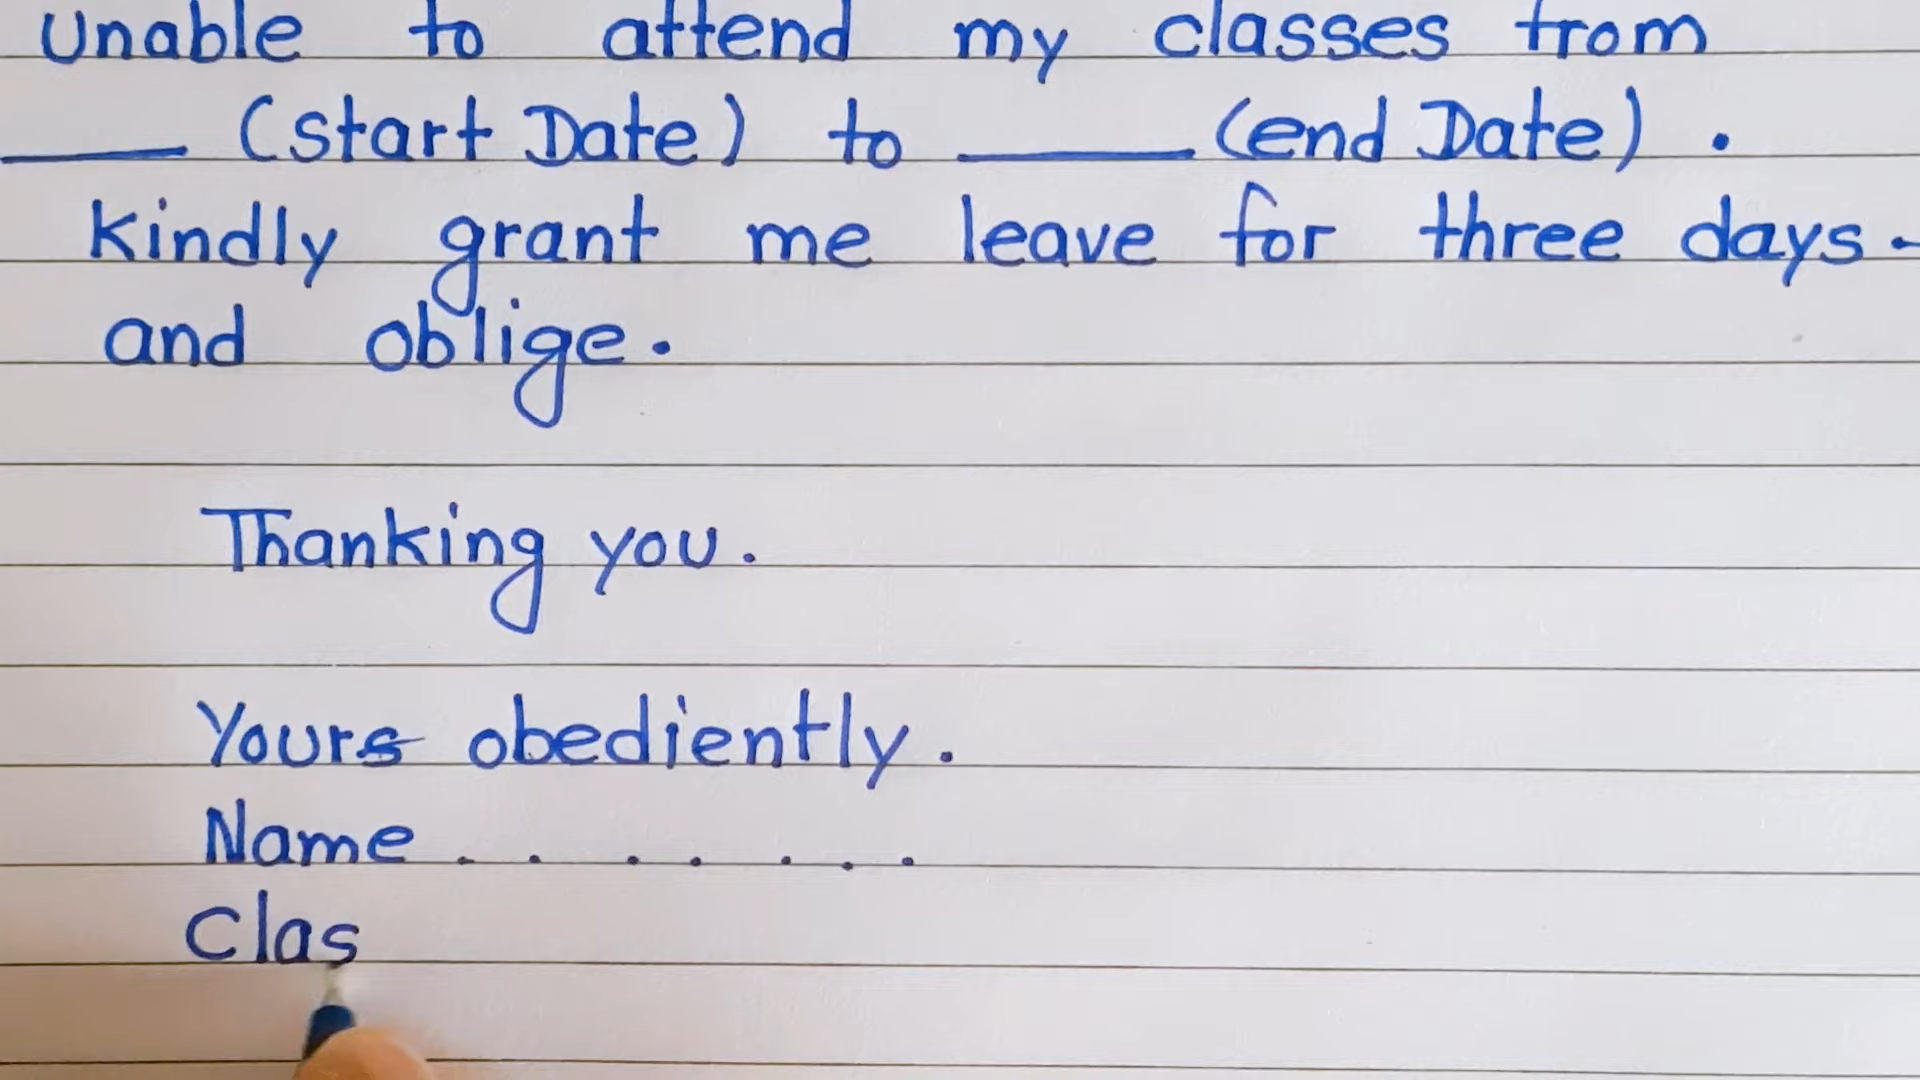 unable to attend my classes from
____ (start Date) to ____ (end Date) .
kindly grant me leave for three days.
and oblige.
Thanking you.
Yours obediently.
Name . . . . . . .
Clas